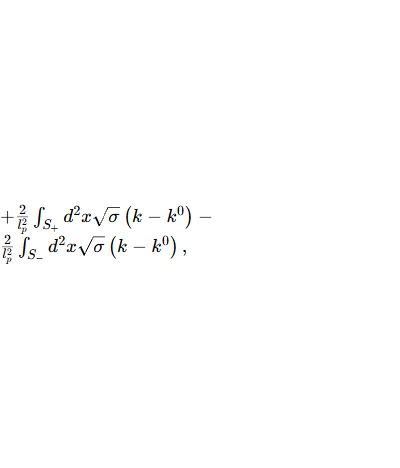 $+\frac{2}{l_p^2}\int_{S_+} d^2x\sqrt{\sigma}\left(k-k^0\right)-$
$\frac{2}{l_p^2}\int_{S_-} d^2x\sqrt{\sigma}\left(k-k^0\right),$